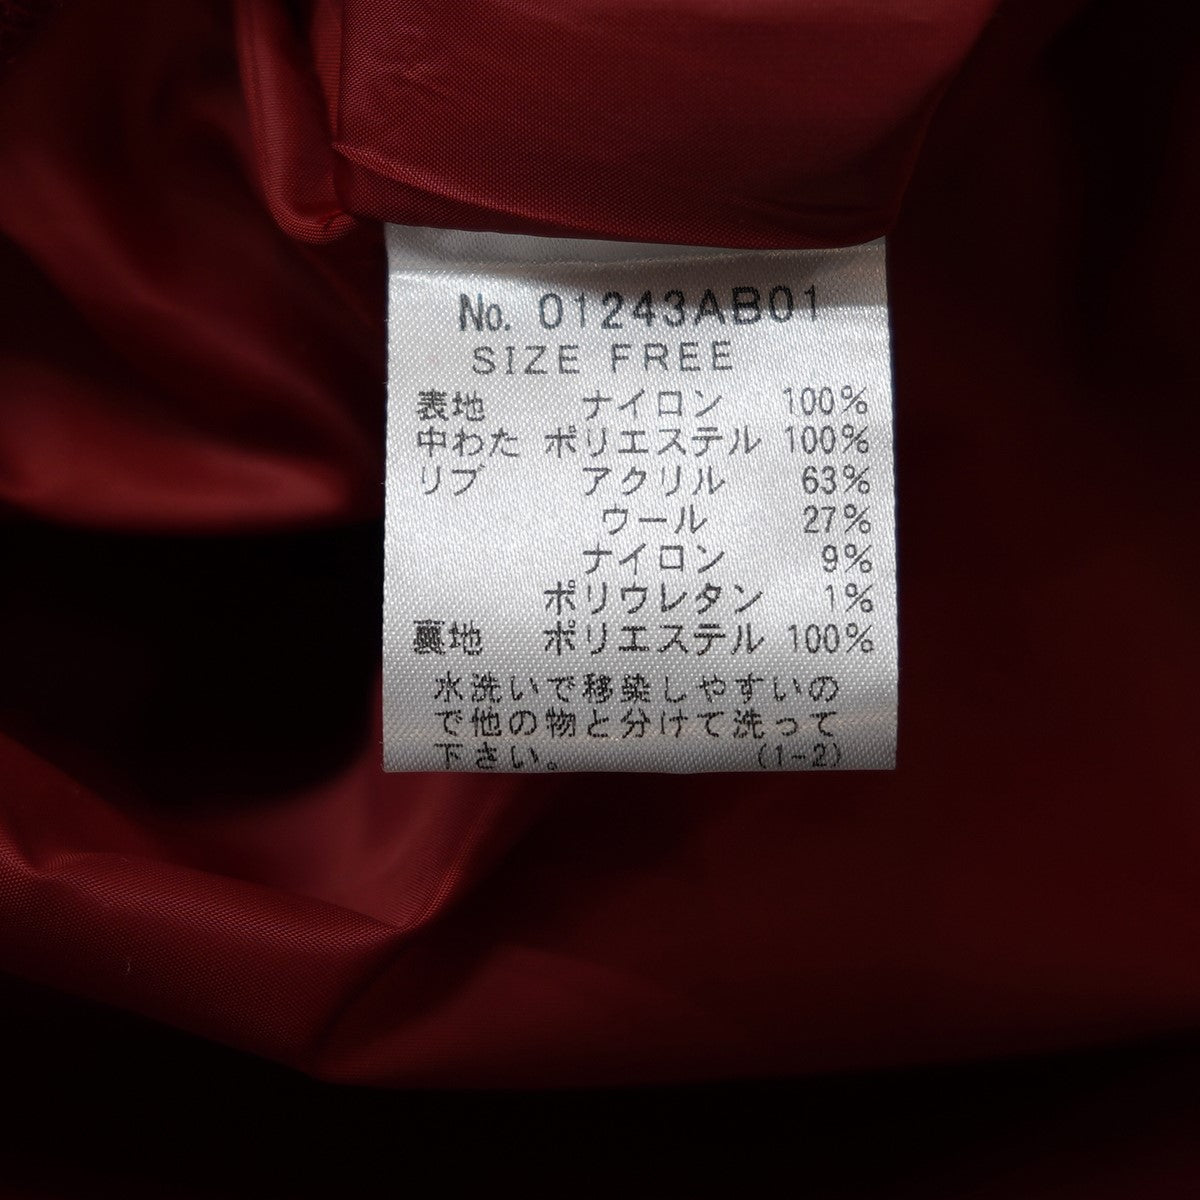 No. 01243AB01
SIZE FREE
表地 ナイロン 100%
中わた ポリエステル 100%
リブ アクリル 63%
ウール 27%
ナイロン 9%
ポリウレタン 1%
裏地 ポリエステル 100%
水洗いで移染しやすいの
で他の物と分けて洗って
下さい。 (1-2)